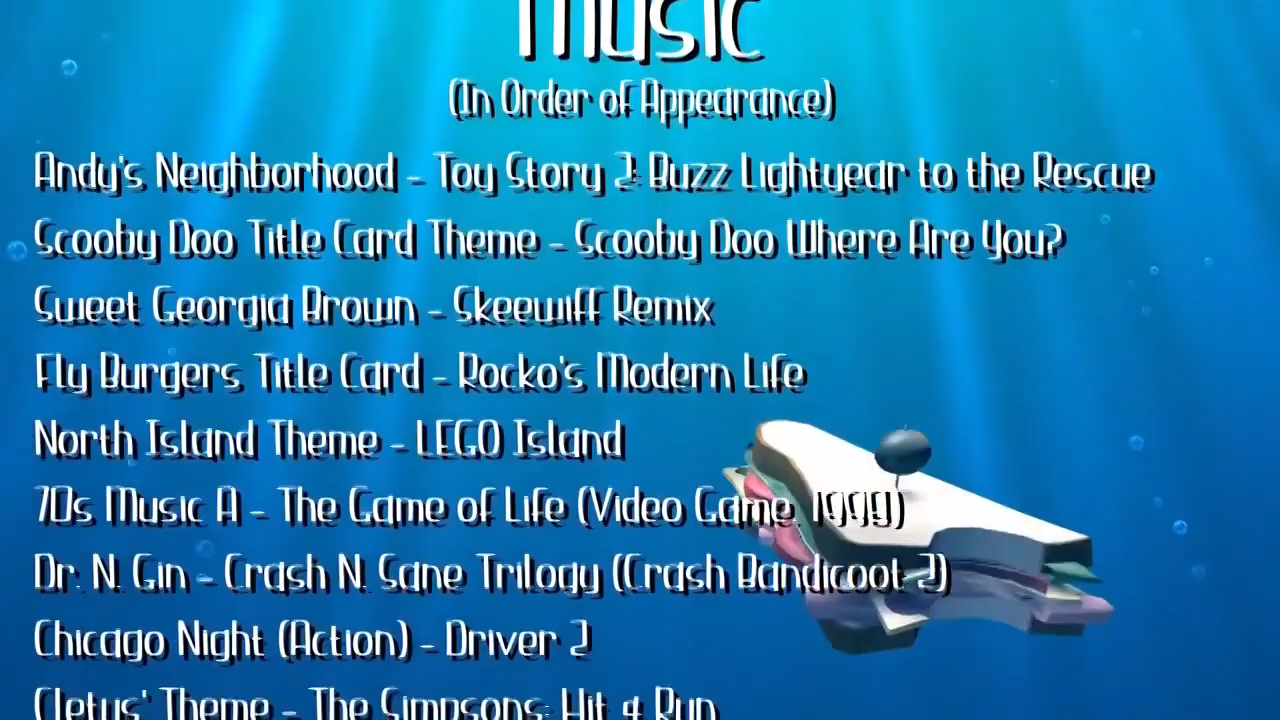 Music
(In Order of Appearance)
Andy's Neighborhood - Toy Story 2: Buzz Lightyear to the Rescue
Scooby Doo Title Card Theme - Scooby Doo Where Are You?
Sweet Georgia Brown - Skeewiff Remix
Fly Burgers Title Card - Rocko's Modern Life
North Island Theme - LEGO Island
70s Music A - The Game of Life (Video Game, 1999)
Dr. N. Gin - Crash N. Sane Trilogy (Crash Bandicoot 2)
Chicago Night (Action) - Driver 2
Cletus' Theme - The Simpsons: Hit & Run